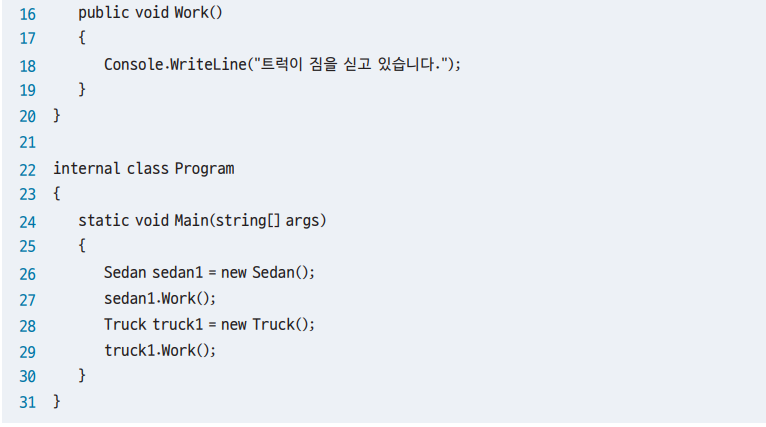 16 public void Work()
17 {
18 Console.WriteLine("트럭이 짐을 싣고 있습니다.");
19 }
20 }
21
22 internal class Program
23 {
24 static void Main(string[] args)
25 {
26 Sedan sedan1 = new Sedan();
27 sedan1.Work();
28 Truck truck1 = new Truck();
29 truck1.Work();
30 }
31 }